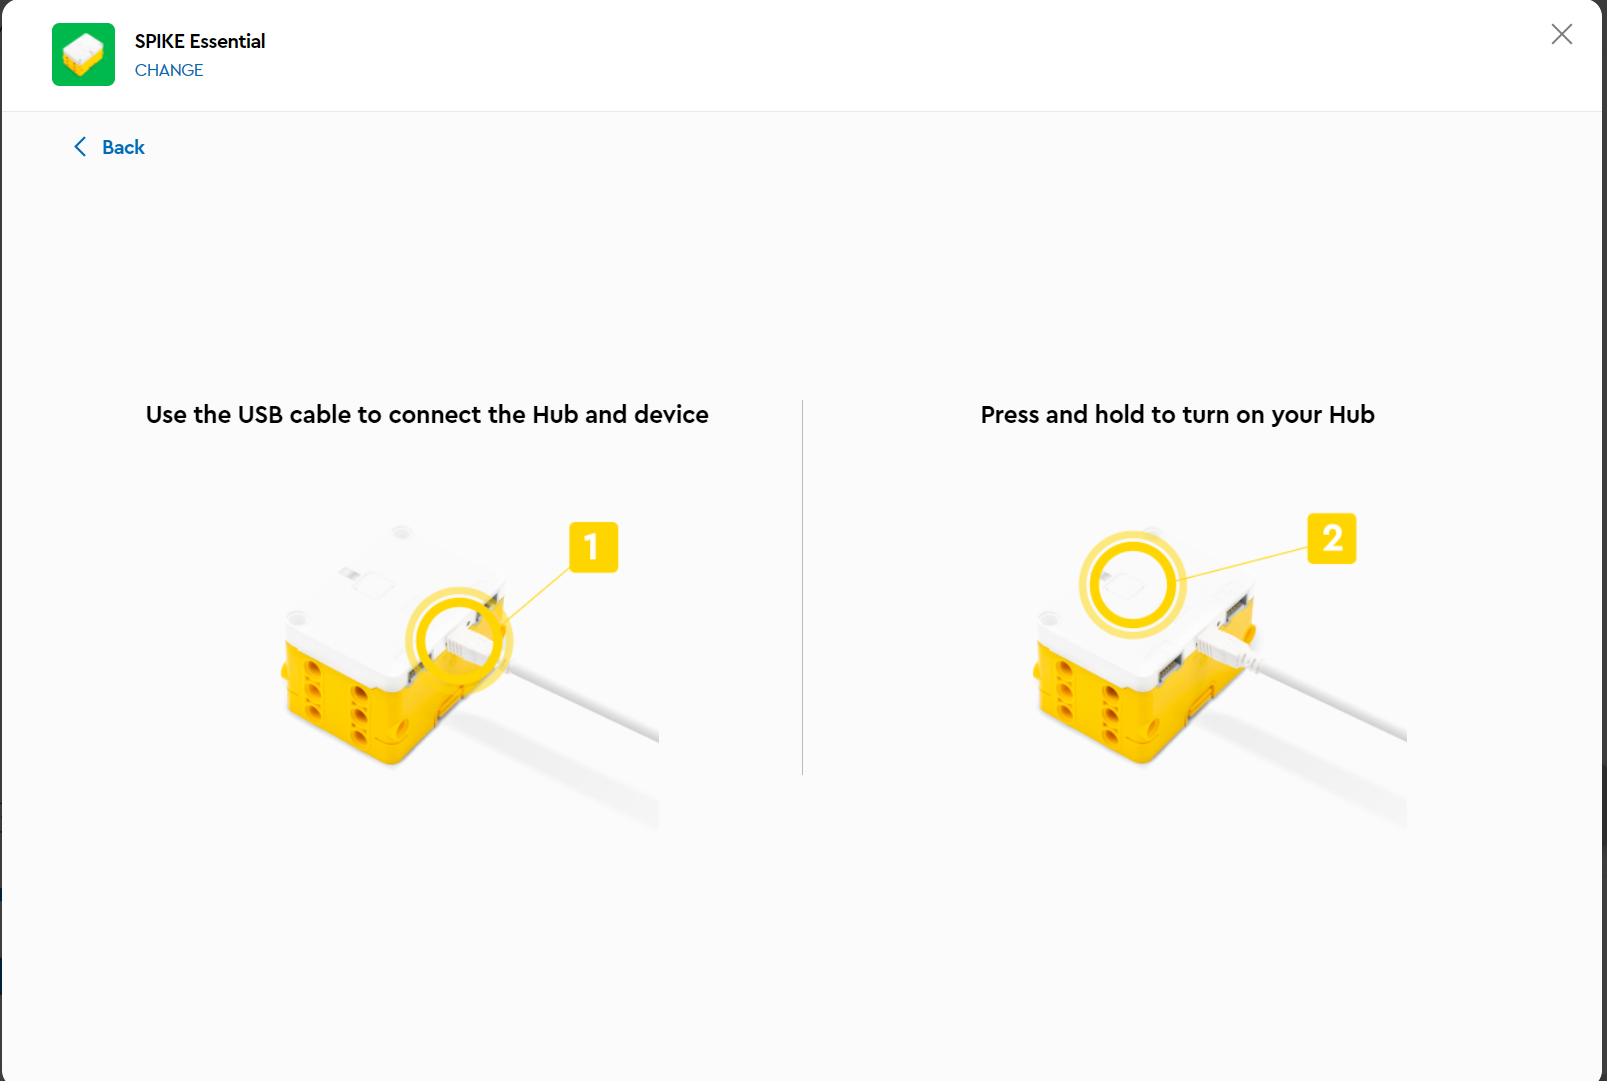 SPIKE Essential
CHANGE
Back
Use the USB cable to connect the Hub and device
Press and hold to turn on your Hub
1
2